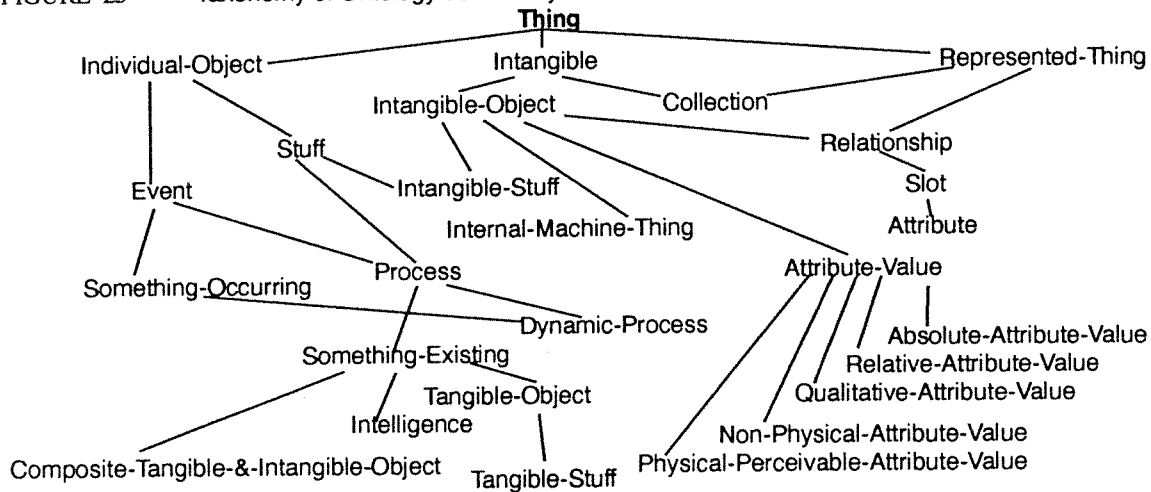 Thing
Individual-Object
Intangible
Represented-Thing
Intangible-Object
Collection
Relationship
Stuff
Event
Intangible-Stuff
Slot
Internal-Machine-Thing
Attribute
Process
Attribute-Value
Something-Occurring
Dynamic-Process
Absolute-Attribute-Value
Something-Existing
Relative-Attribute-Value
Tangible-Object
Qualitative-Attribute-Value
Intelligence
Non-Physical-Attribute-Value
Composite-Tangible-&-Intangible-Object
Tangible-Stuff
Physical-Perceivable-Attribute-Value